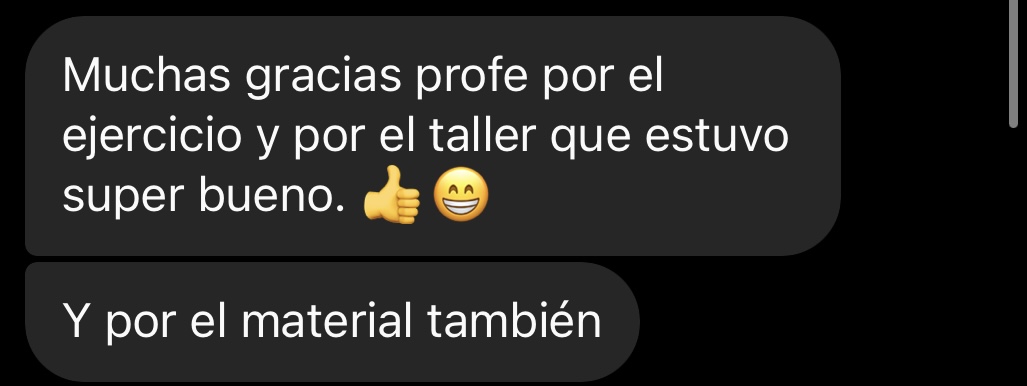 Muchas gracias profe por el
ejercicio y por el taller que estuvo
super bueno. 👍😁
Y por el material también